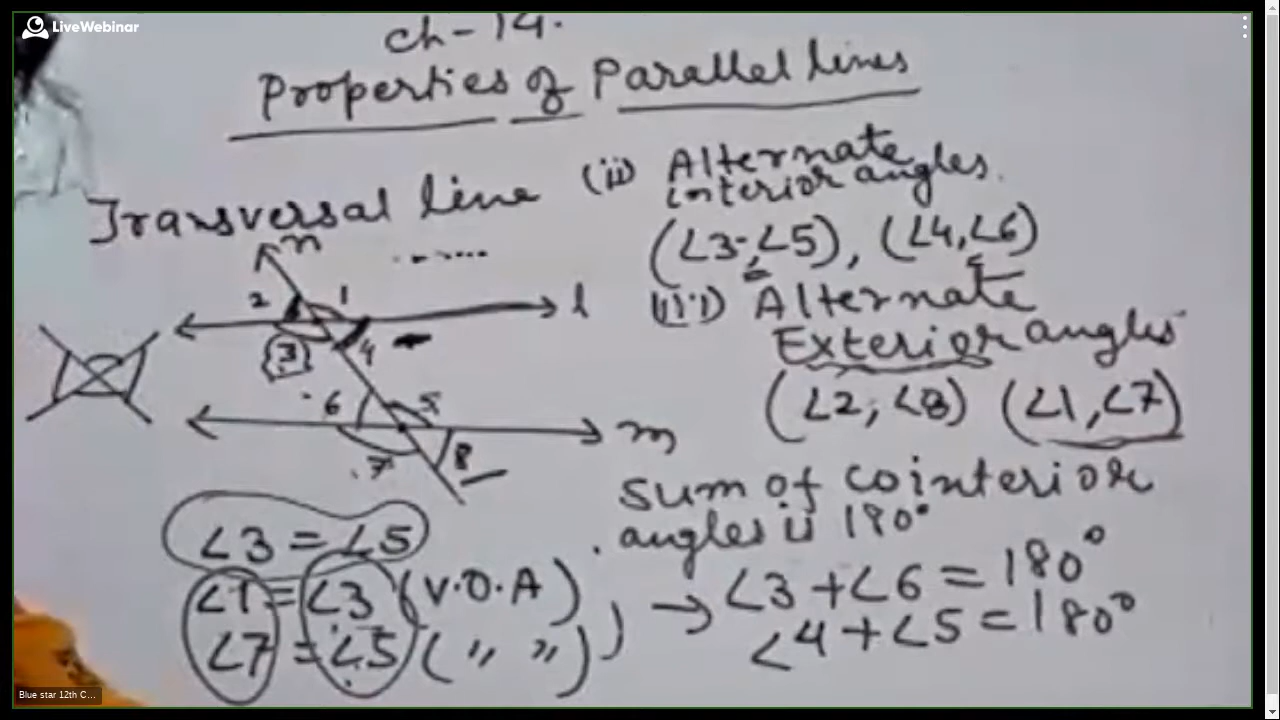 LiveWebinar
ch-14.
Properties of Parallel lines
Transversal line
n
2 1 l
3 4
6 5 m
7 8
∠3 = ∠5
∠1 = ∠3 (V.O.A)
∠7 = ∠5 ( " " )
(ii) Alternate
interior angles.
(∠3, ∠5), (∠4, ∠6)
(iii) Alternate
Exterior angles
(∠2, ∠8) (∠1, ∠7)
sum of cointerior
angles is 180°
→ ∠3 + ∠6 = 180°
∠4 + ∠5 = 180°
Blue star 12th C...